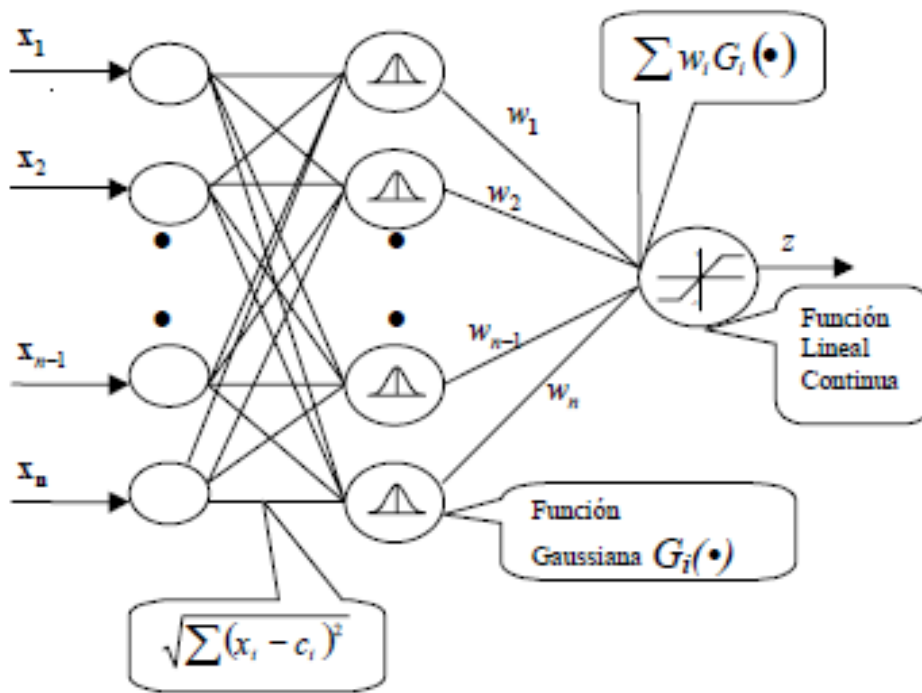 x₁
x₂
xₙ₋₁
xₙ
w₁
w₂
wₙ₋₁
wₙ
∑ wᵢGᵢ(•)
z
Función
Lineal
Continua
Función
Gaussiana Gᵢ(•)
√∑(xᵢ − cᵢ)²